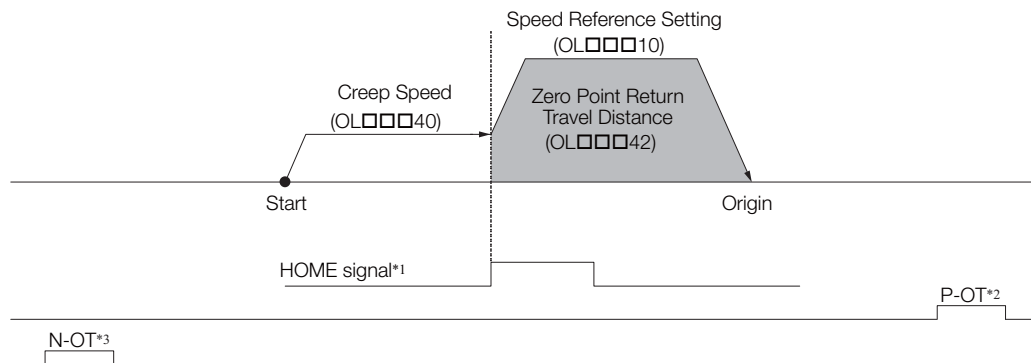 Speed Reference Setting
(OL□□□10)
Creep Speed
(OL□□□40)
Zero Point Return
Travel Distance
(OL□□□42)
Start
Origin
HOME signal*1
P-OT*2
N-OT*3